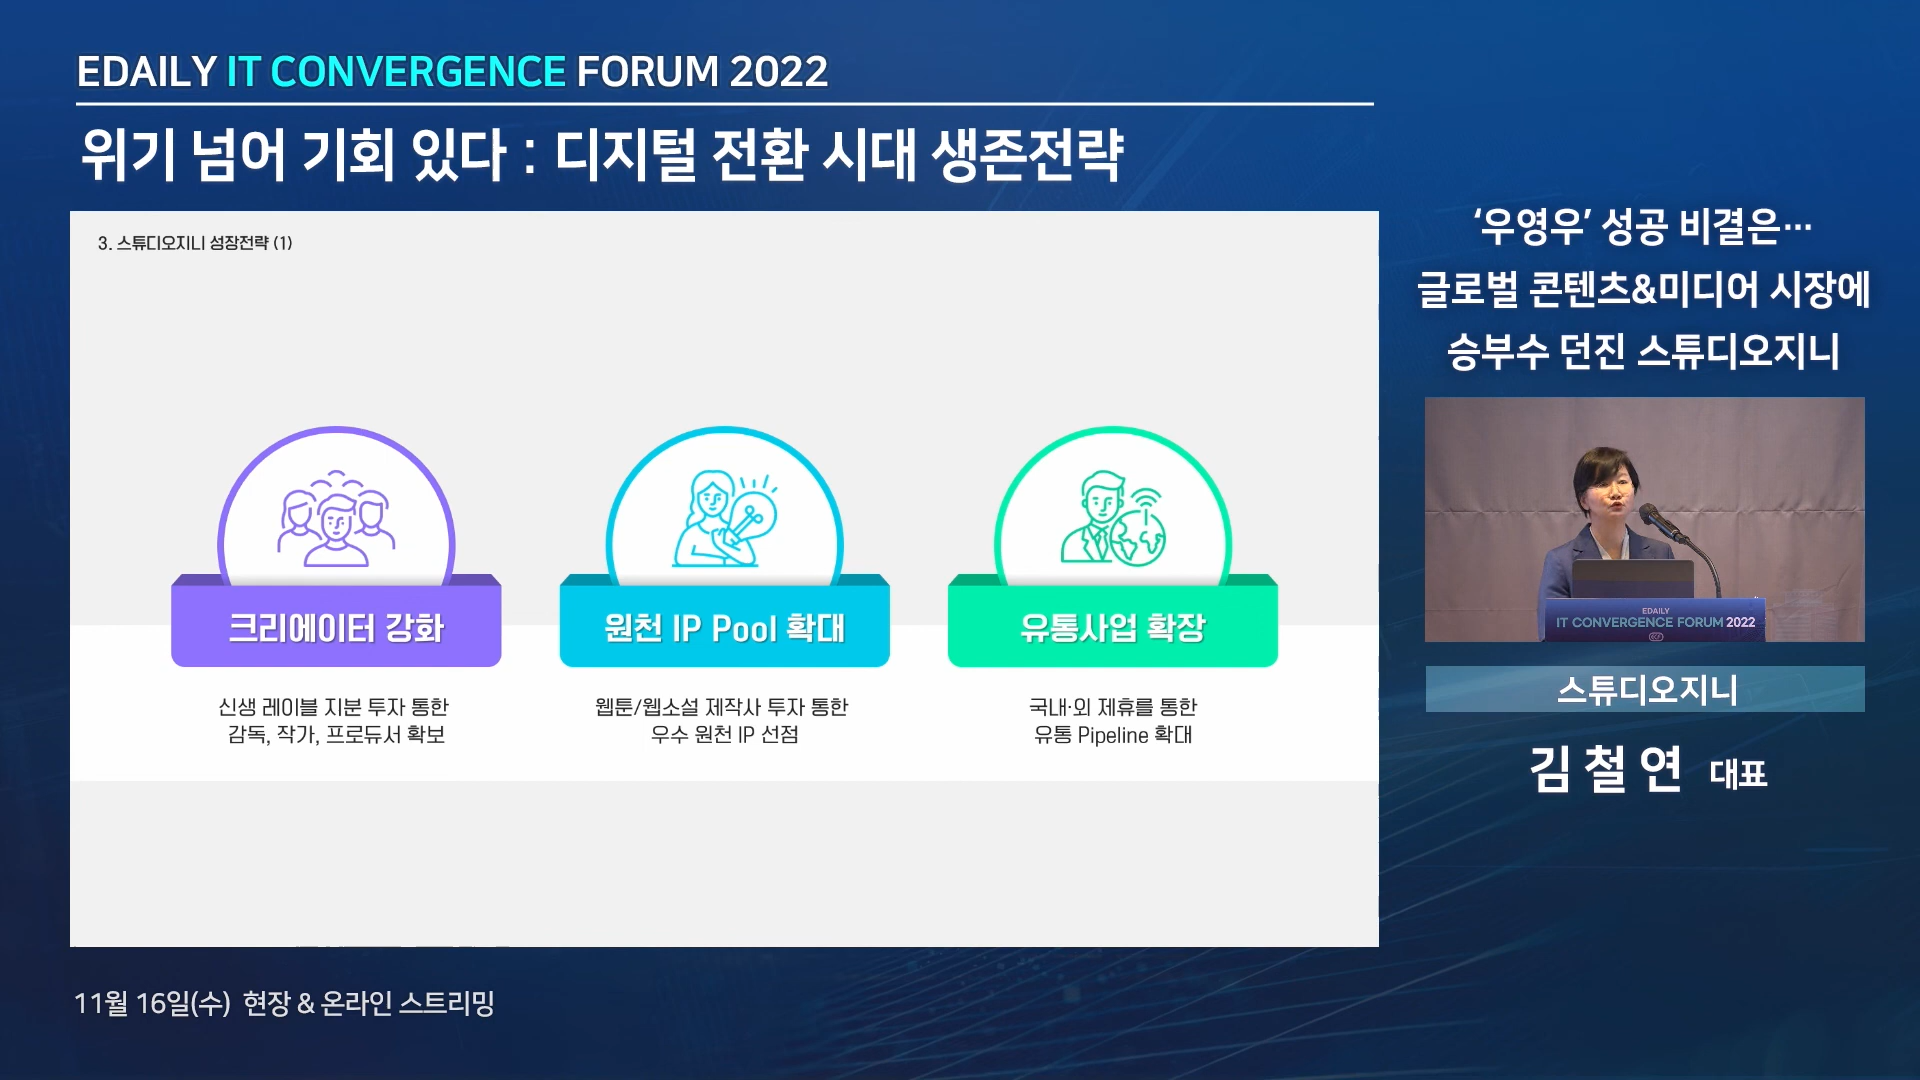 EDAILY IT CONVERGENCE FORUM 2022
위기 넘어 기회 있다 : 디지털 전환 시대 생존전략
3. 스튜디오지니 성장전략 (1)
크리에이터 강화
신생 레이블 지분 투자 통한
감독, 작가, 프로듀서 확보
원천 IP Pool 확대
웹툰/웹소설 제작사 투자 통한
우수 원천 IP 선점
유통사업 확장
국내·외 제휴를 통한
유통 Pipeline 확대
‘우영우’ 성공 비결은…
글로벌 콘텐츠&미디어 시장에
승부수 던진 스튜디오지니
EDAILY
IT CONVERGENCE FORUM 2022
스튜디오지니
김철연 대표
11월 16일(수) 현장 & 온라인 스트리밍